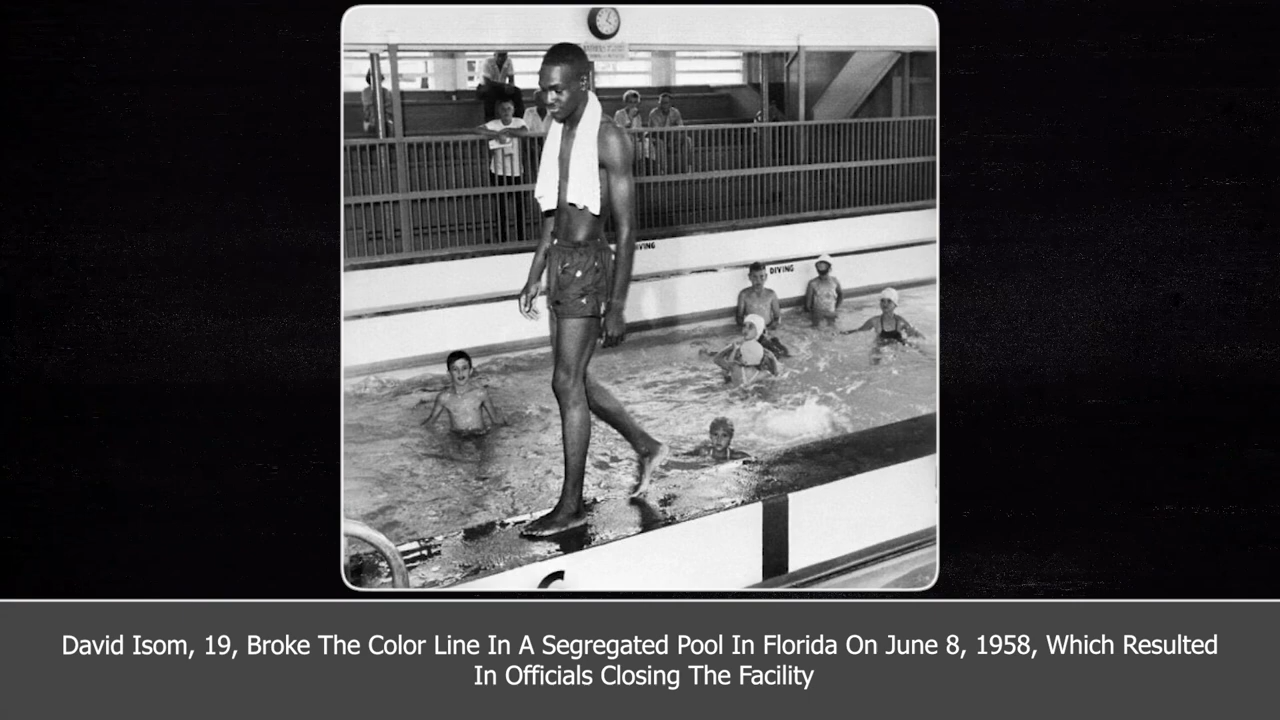 VING
DIVING
David Isom, 19, Broke The Color Line In A Segregated Pool In Florida On June 8, 1958, Which Resulted
In Officials Closing The Facility